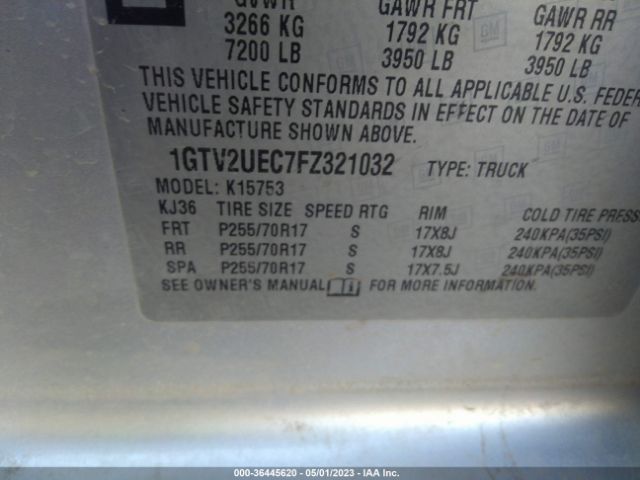 GVWR GAWR FRT GAWR RR
3266 KG 1792 KG 1792 KG
7200 LB 3950 LB 3950 LB
THIS VEHICLE CONFORMS TO ALL APPLICABLE U.S. FEDER
VEHICLE SAFETY STANDARDS IN EFFECT ON THE DATE OF
MANUFACTURE SHOWN ABOVE.
1GTV2UEC7FZ321032 TYPE: TRUCK
MODEL: K15753
KJ36 TIRE SIZE SPEED RTG RIM COLD TIRE PRESS
FRT P255/70R17 S 17X8J 240KPA(35PSI)
RR P255/70R17 S 17X8J 240KPA(35PSI)
SPA P255/70R17 S 17X7.5J 240KPA(35PSI)
SEE OWNER'S MANUAL FOR MORE INFORMATION.
000-36445620 - 05/01/2023 - IAA Inc.